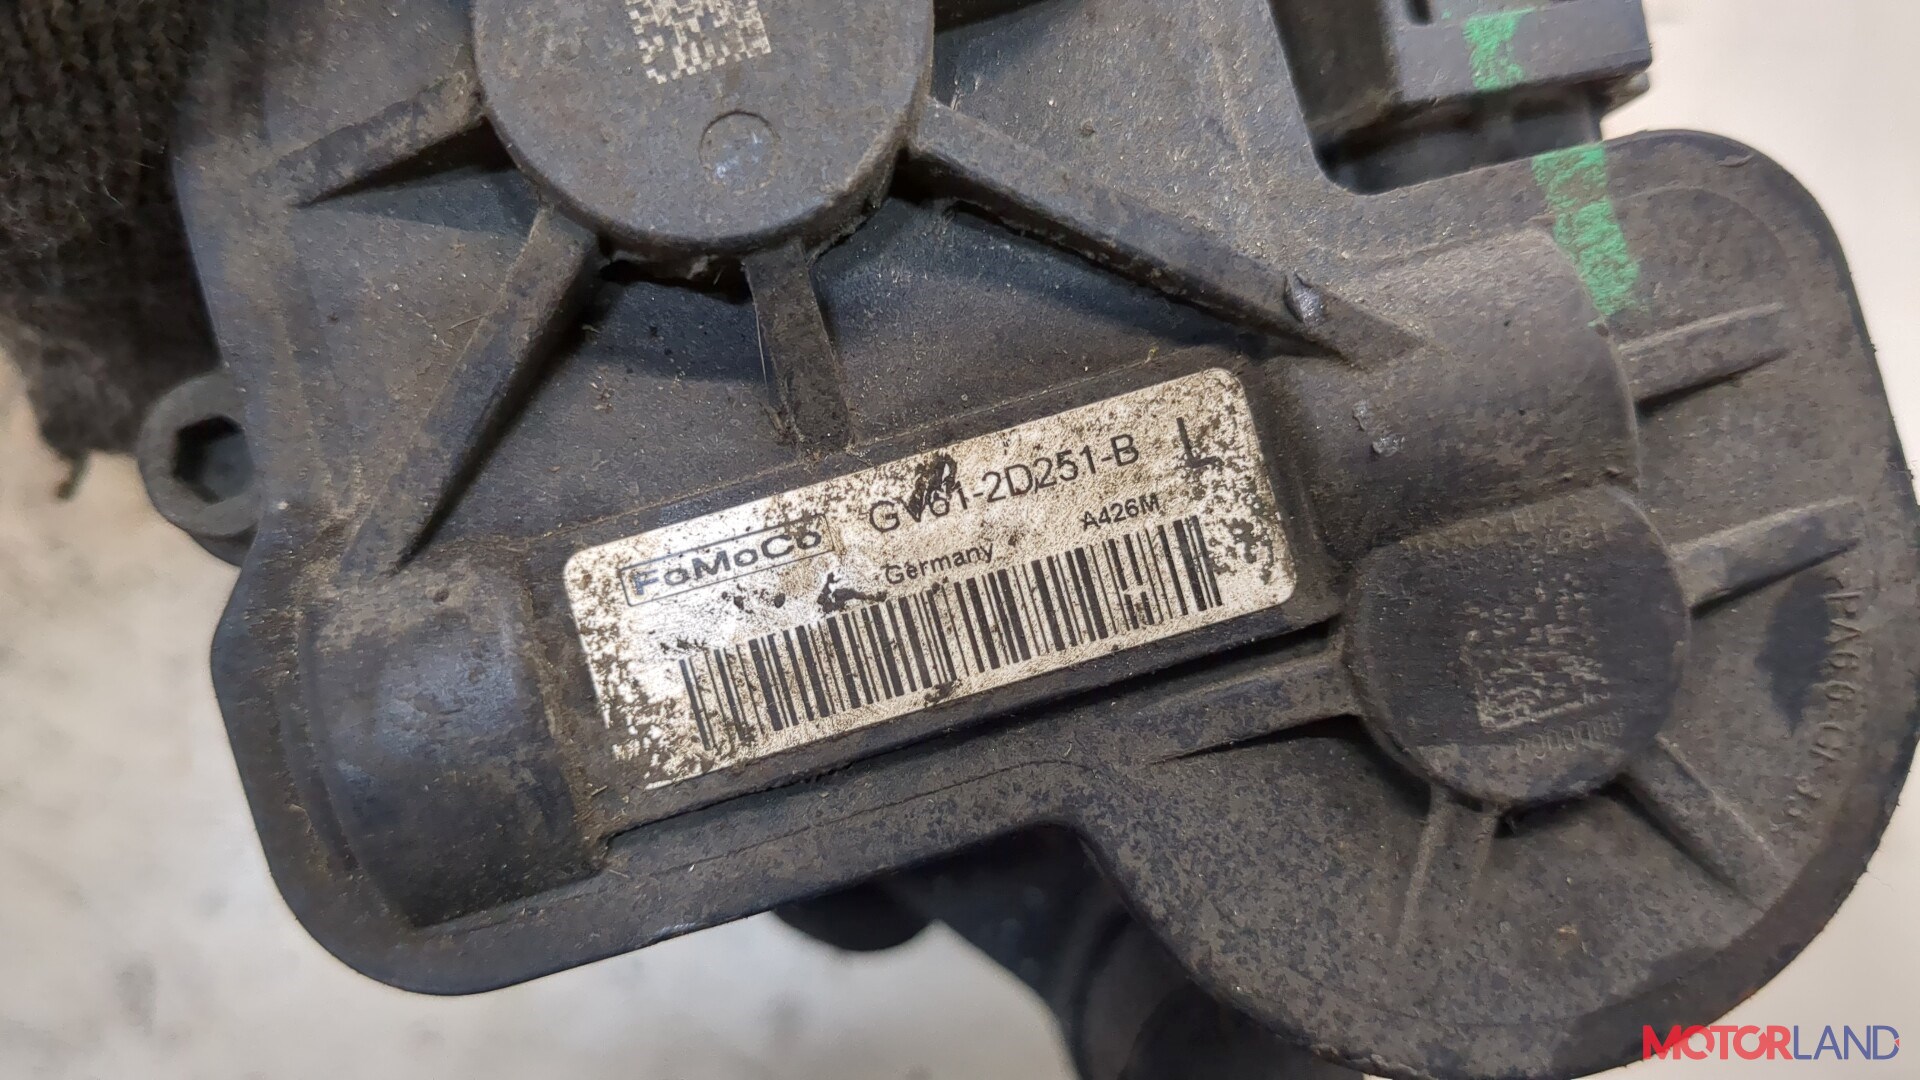 GV61-2D251-B L
FoMoCo
A426M
Germany
MOTORLAND